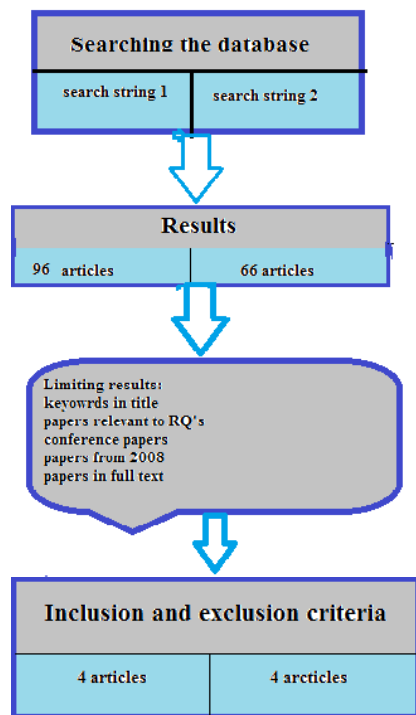 Searching the database
search string 1
search string 2
Results
96 articles
66 articles
Limiting results:
keyowrds in title
papers relevant to RQ's
conference papers
papers from 2008
papers in full text
Inclusion and exclusion criteria
4 articles
4 arcticles